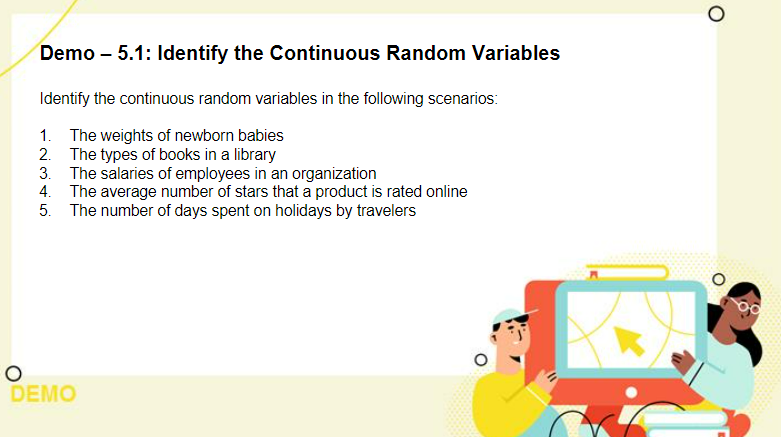 Demo – 5.1: Identify the Continuous Random Variables
Identify the continuous random variables in the following scenarios:
1. The weights of newborn babies
2. The types of books in a library
3. The salaries of employees in an organization
4. The average number of stars that a product is rated online
5. The number of days spent on holidays by travelers
DEMO